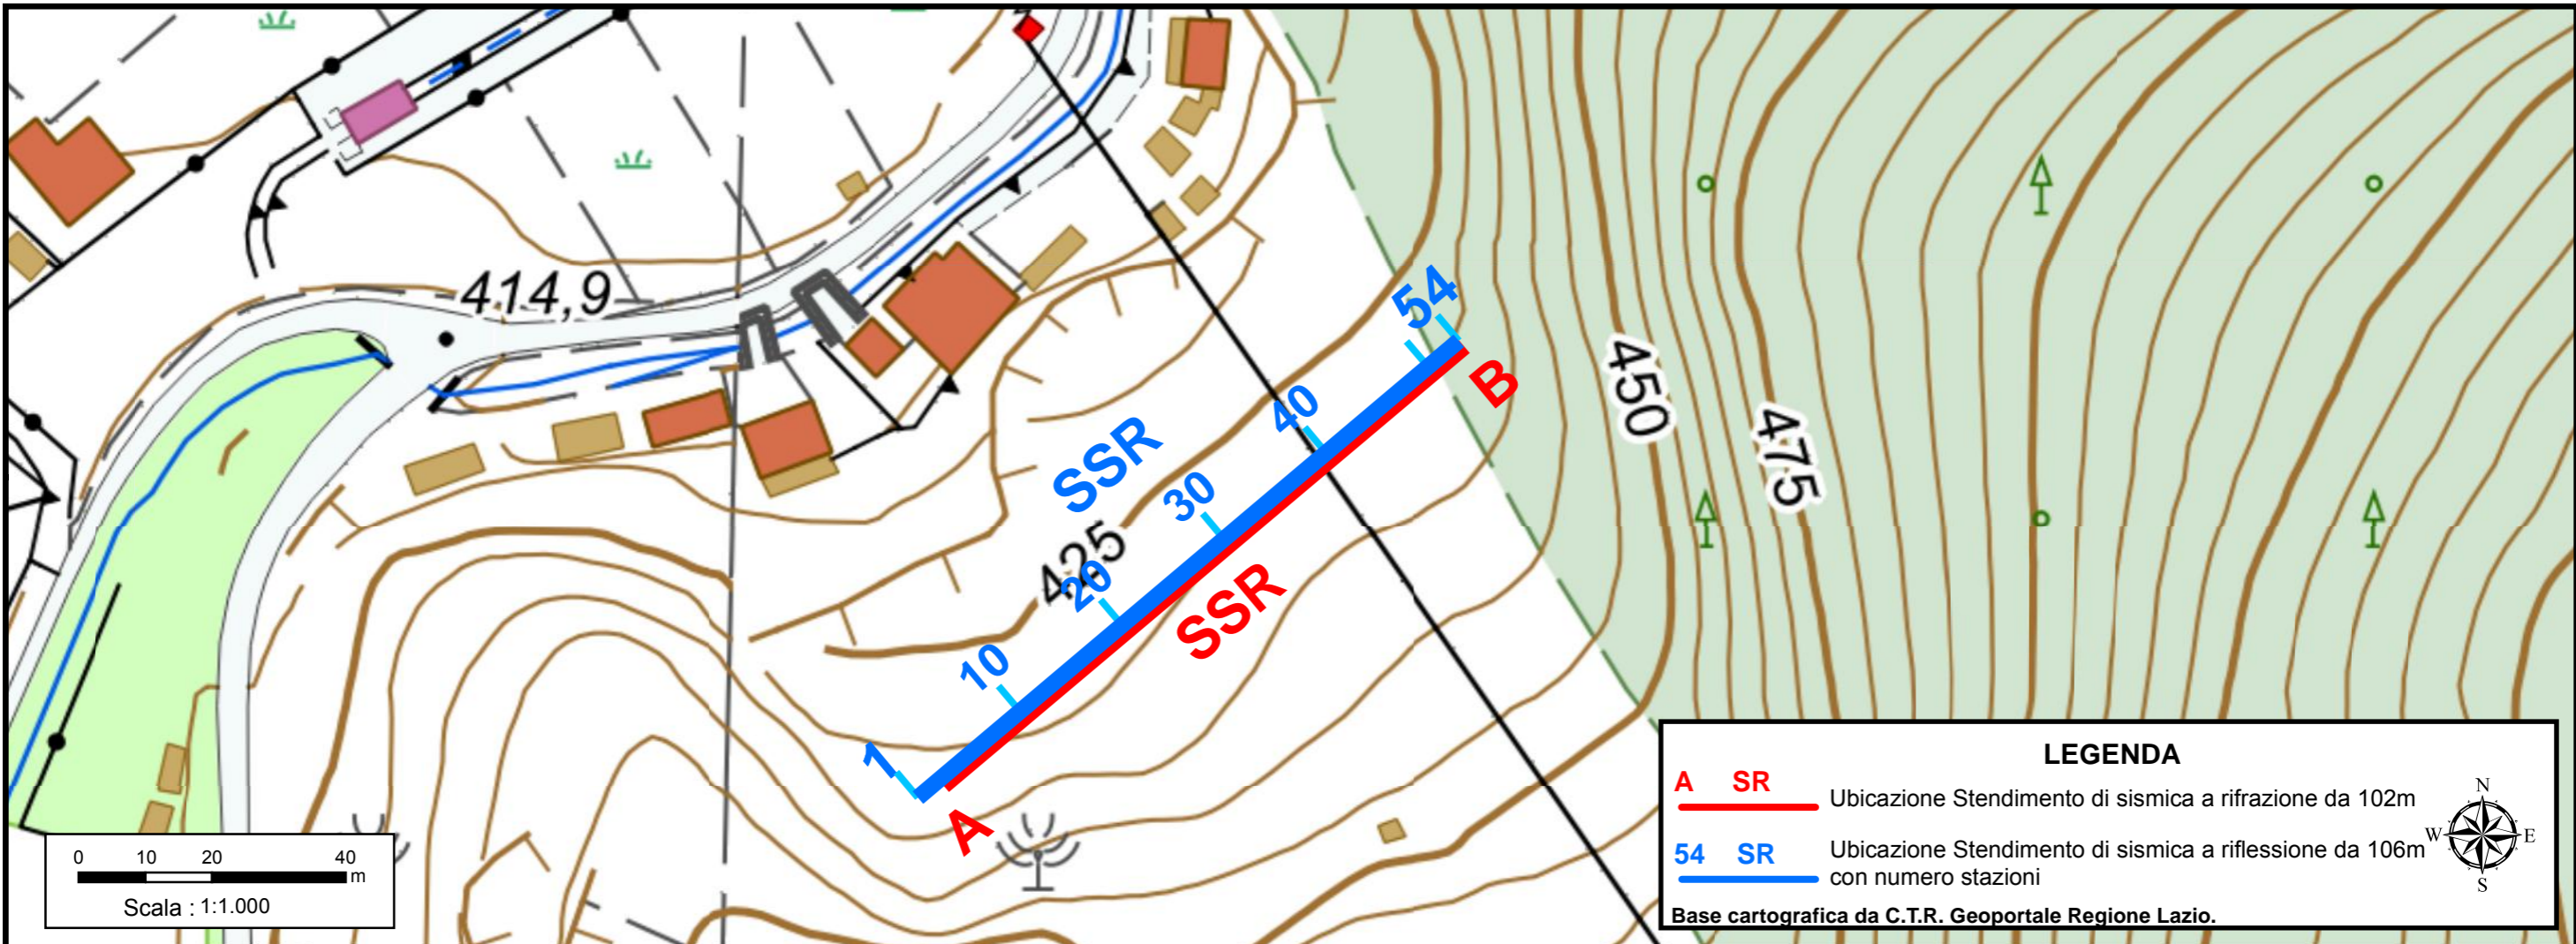 414,9
54
B
40
SSR
30
450
475
425
20
SSR
10
1
A
0 10 20 40
m
Scala : 1:1.000
LEGENDA
A SR
Ubicazione Stendimento di sismica a rifrazione da 102m
54 SR
Ubicazione Stendimento di sismica a riflessione da 106m
con numero stazioni
N
W E
S
Base cartografica da C.T.R. Geoportale Regione Lazio.